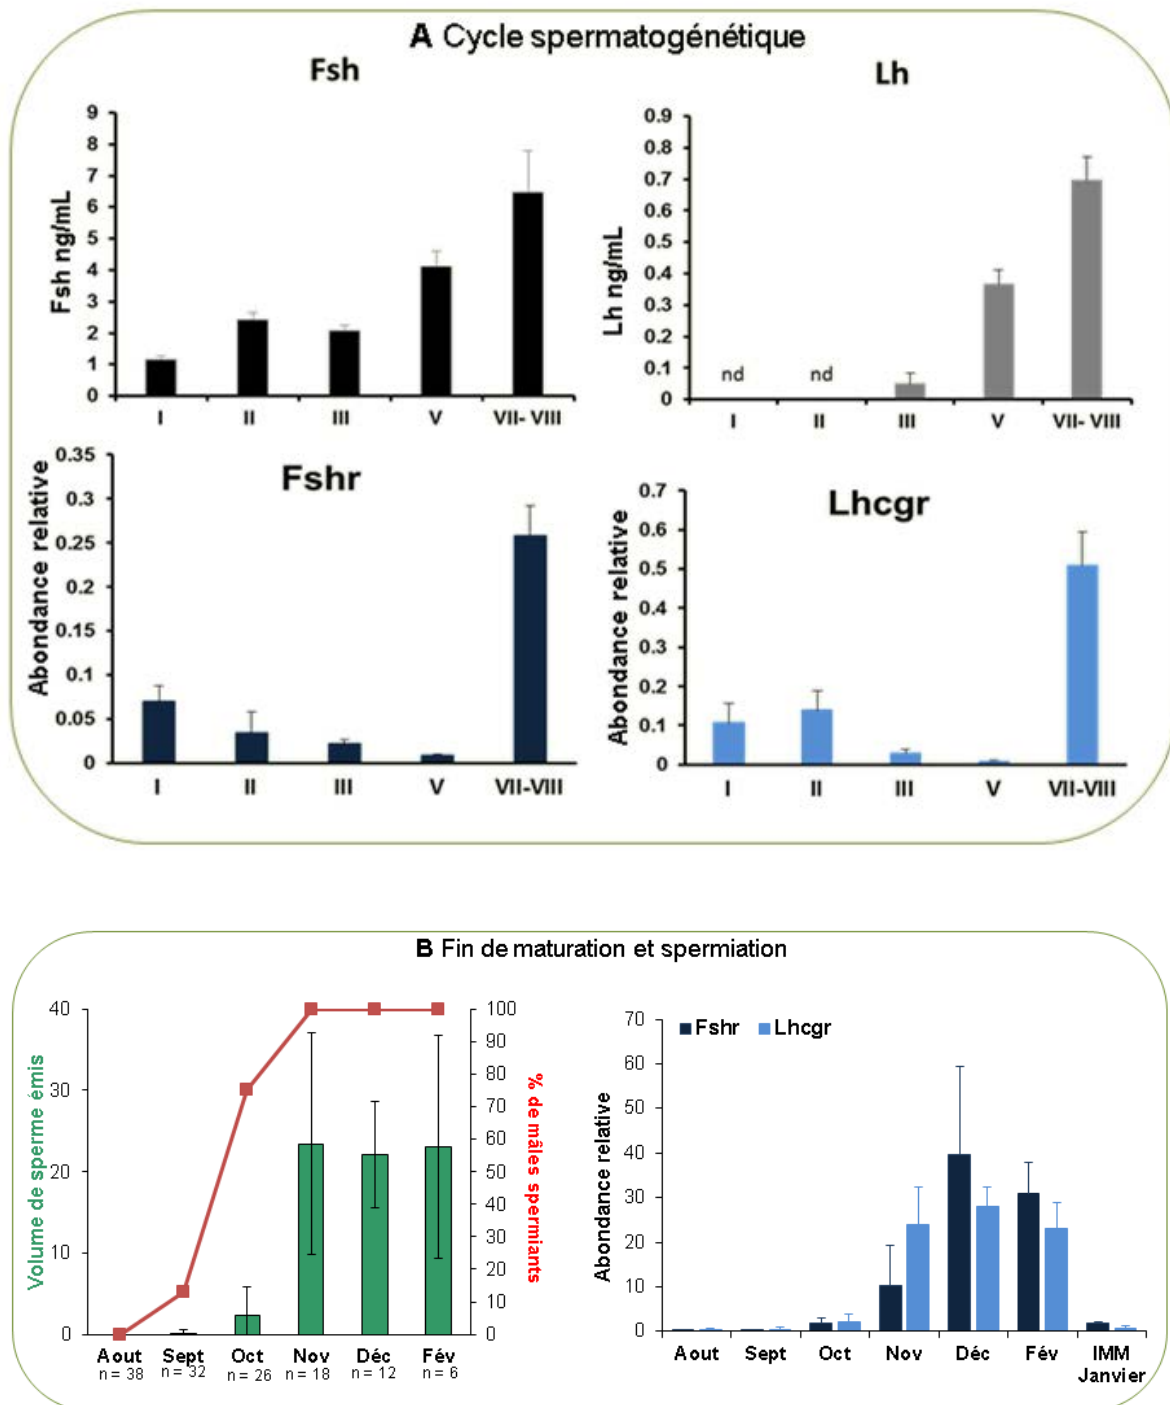 A Cycle spermatogénétique
Fsh
Lh
Fsh ng/mL
9
8
7
6
5
4
3
2
1
0
I II III V VII- VIII
Lh ng/mL
0.9
0.8
0.7
0.6
0.5
0.4
0.3
0.2
0.1
0
nd nd
I II III V VII- VIII
Fshr
Abondance relative
0.35
0.3
0.25
0.2
0.15
0.1
0.05
0
I II III V VII-VIII
Lhcgr
Abondance relative
0.7
0.6
0.5
0.4
0.3
0.2
0.1
0
I II III V VII-VIII
B Fin de maturation et spermiation
Volume de sperme émis
40
30
20
10
0
% de mâles spermiants
100
90
80
70
60
50
40
30
20
10
0
Aout Sept Oct Nov Déc Fév
n = 38 n = 32 n = 26 n = 18 n = 12 n = 6
Fshr Lhcgr
Abondance relative
70
60
50
40
30
20
10
0
Aout Sept Oct Nov Déc Fév IMM
Janvier